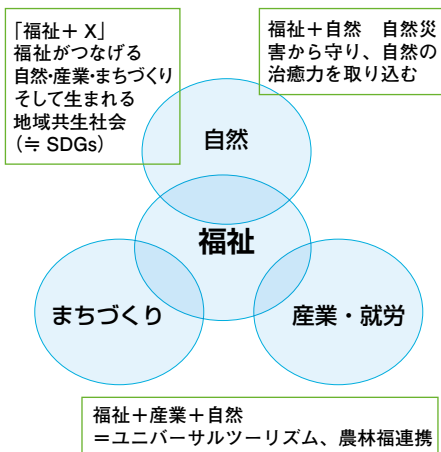 「福祉+ X」
福祉がつなげる
自然・産業・まちづくり
そして生まれる
地域共生社会
(≒ SDGs)
福祉+自然　自然災
害から守り、自然の
治癒力を取り込む
自然
福祉
まちづくり
産業・就労
福祉+産業+自然
=ユニバーサルツーリズム、農林福連携